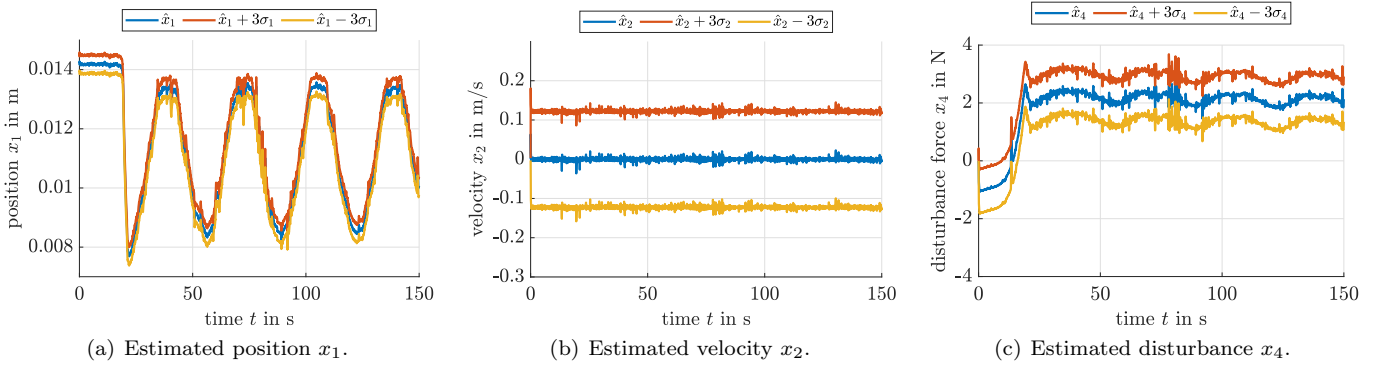 x̂₁ x̂₁ + 3σ₁ x̂₁ − 3σ₁
position x₁ in m
0.014
0.012
0.01
0.008
0 50 100 150
time t in s
(a) Estimated position x₁.
x̂₂ x̂₂ + 3σ₂ x̂₂ − 3σ₂
velocity x₂ in m/s
0.2
0.1
0
-0.1
-0.2
-0.3
0 50 100 150
time t in s
(b) Estimated velocity x₂.
x̂₄ x̂₄ + 3σ₄ x̂₄ − 3σ₄
disturbance force x₄ in N
4
2
0
−2
−4
0 50 100 150
time t in s
(c) Estimated disturbance x₄.